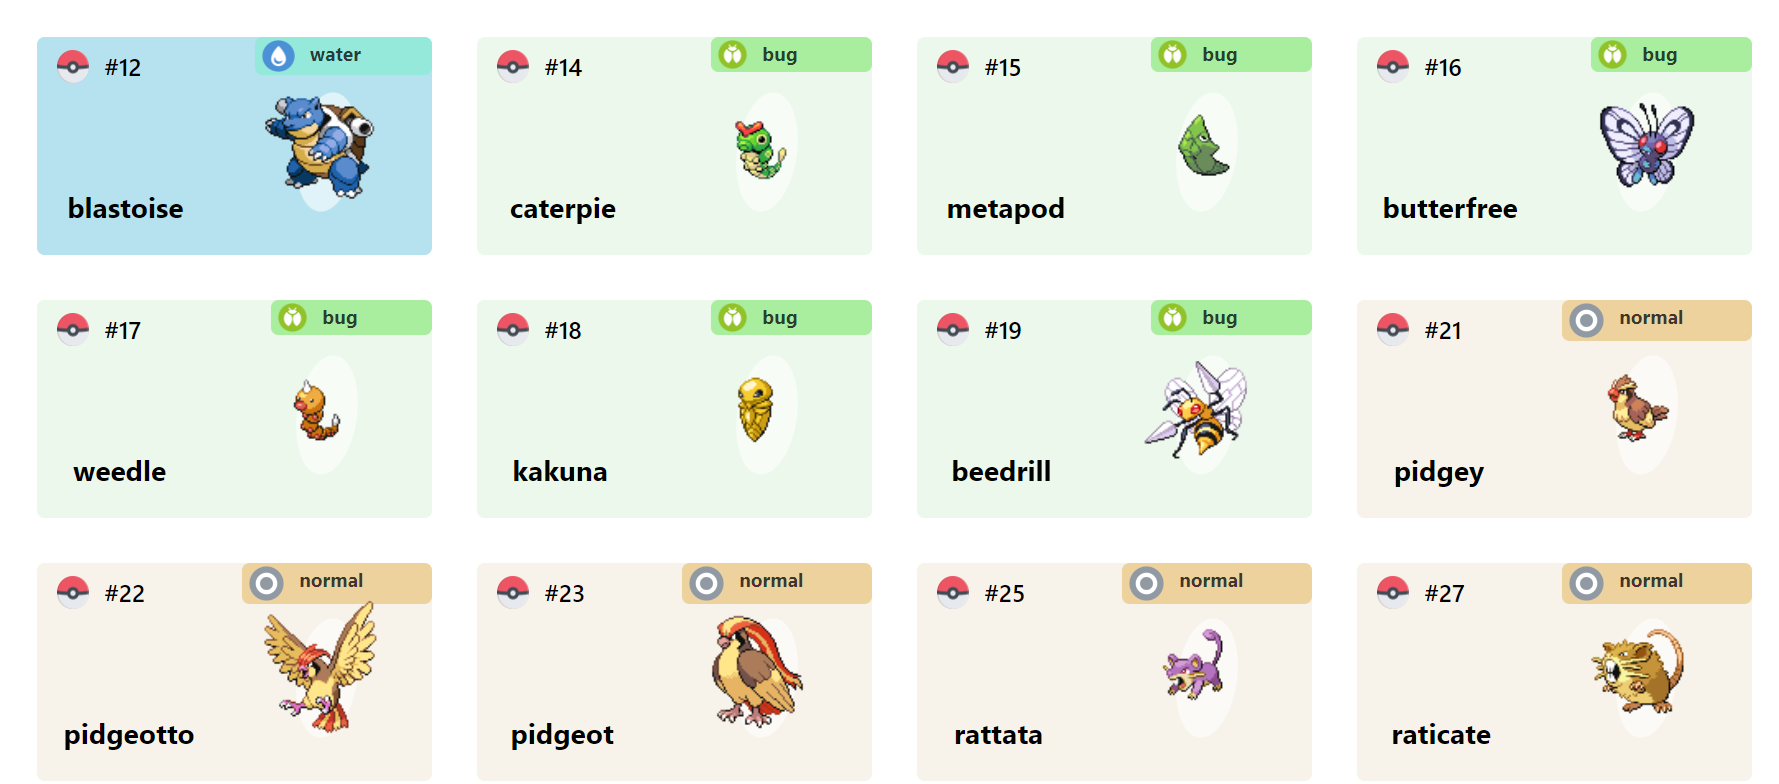 #12 water
blastoise
#14 bug
caterpie
#15 bug
metapod
#16 bug
butterfree
#17 bug
weedle
#18 bug
kakuna
#19 bug
beedrill
#21 normal
pidgey
#22 normal
pidgeotto
#23 normal
pidgeot
#25 normal
rattata
#27 normal
raticate